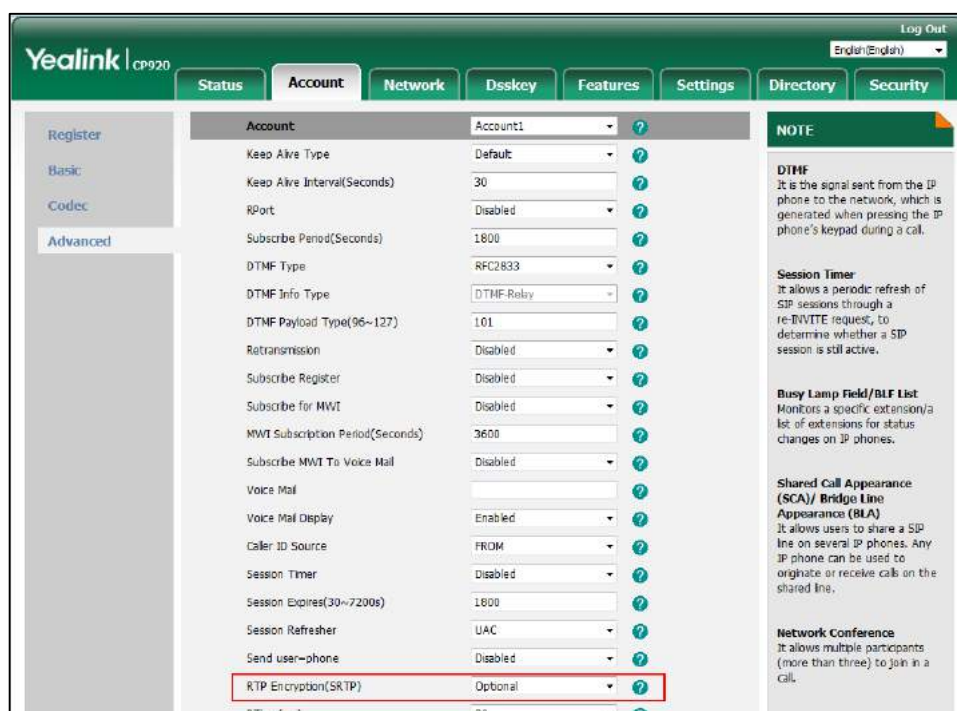 Log Out
Yealink CP920
English(English)
Status Account Network Dsskey Features Settings Directory Security
Register
Basic
Codec
Advanced
Account Account1
Keep Alive Type Default
Keep Alive Interval(Seconds) 30
RPort Disabled
Subscribe Period(Seconds) 1800
DTMF Type RFC2833
DTMF Info Type DTMF-Relay
DTMF Payload Type(96~127) 101
Retransmission Disabled
Subscribe Register Disabled
Subscribe for MWI Disabled
MWI Subscription Period(Seconds) 3600
Subscribe MWI To Voice Mail Disabled
Voice Mail
Voice Mail Display Enabled
Caller ID Source FROM
Session Timer Disabled
Session Expires(30~7200s) 1800
Session Refresher UAC
Send user=phone Disabled
RTP Encryption(SRTP) Optional
NOTE
DTMF
It is the signal sent from the IP
phone to the network, which is
generated when pressing the IP
phone's keypad during a call.
Session Timer
It allows a periodic refresh of
SIP sessions through a
re-INVITE request, to
determine whether a SIP
session is still active.
Busy Lamp Field/BLF List
Monitors a specific extension/a
list of extensions for status
changes on IP phones.
Shared Call Appearance
(SCA)/ Bridge Line
Appearance (BLA)
It allows users to share a SIP
line on several IP phones. Any
IP phone can be used to
originate or receive calls on the
shared line.
Network Conference
It allows multiple participants
(more than three) to join in a
call.